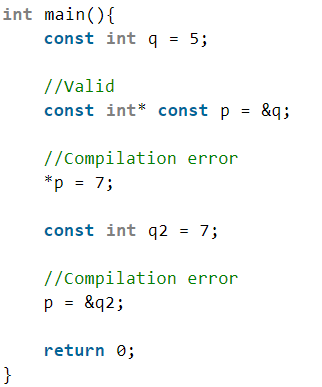 int main(){
const int q = 5;
//Valid
const int* const p = &q;
//Compilation error
*p = 7;
const int q2 = 7;
//Compilation error
p = &q2;
return 0;
}